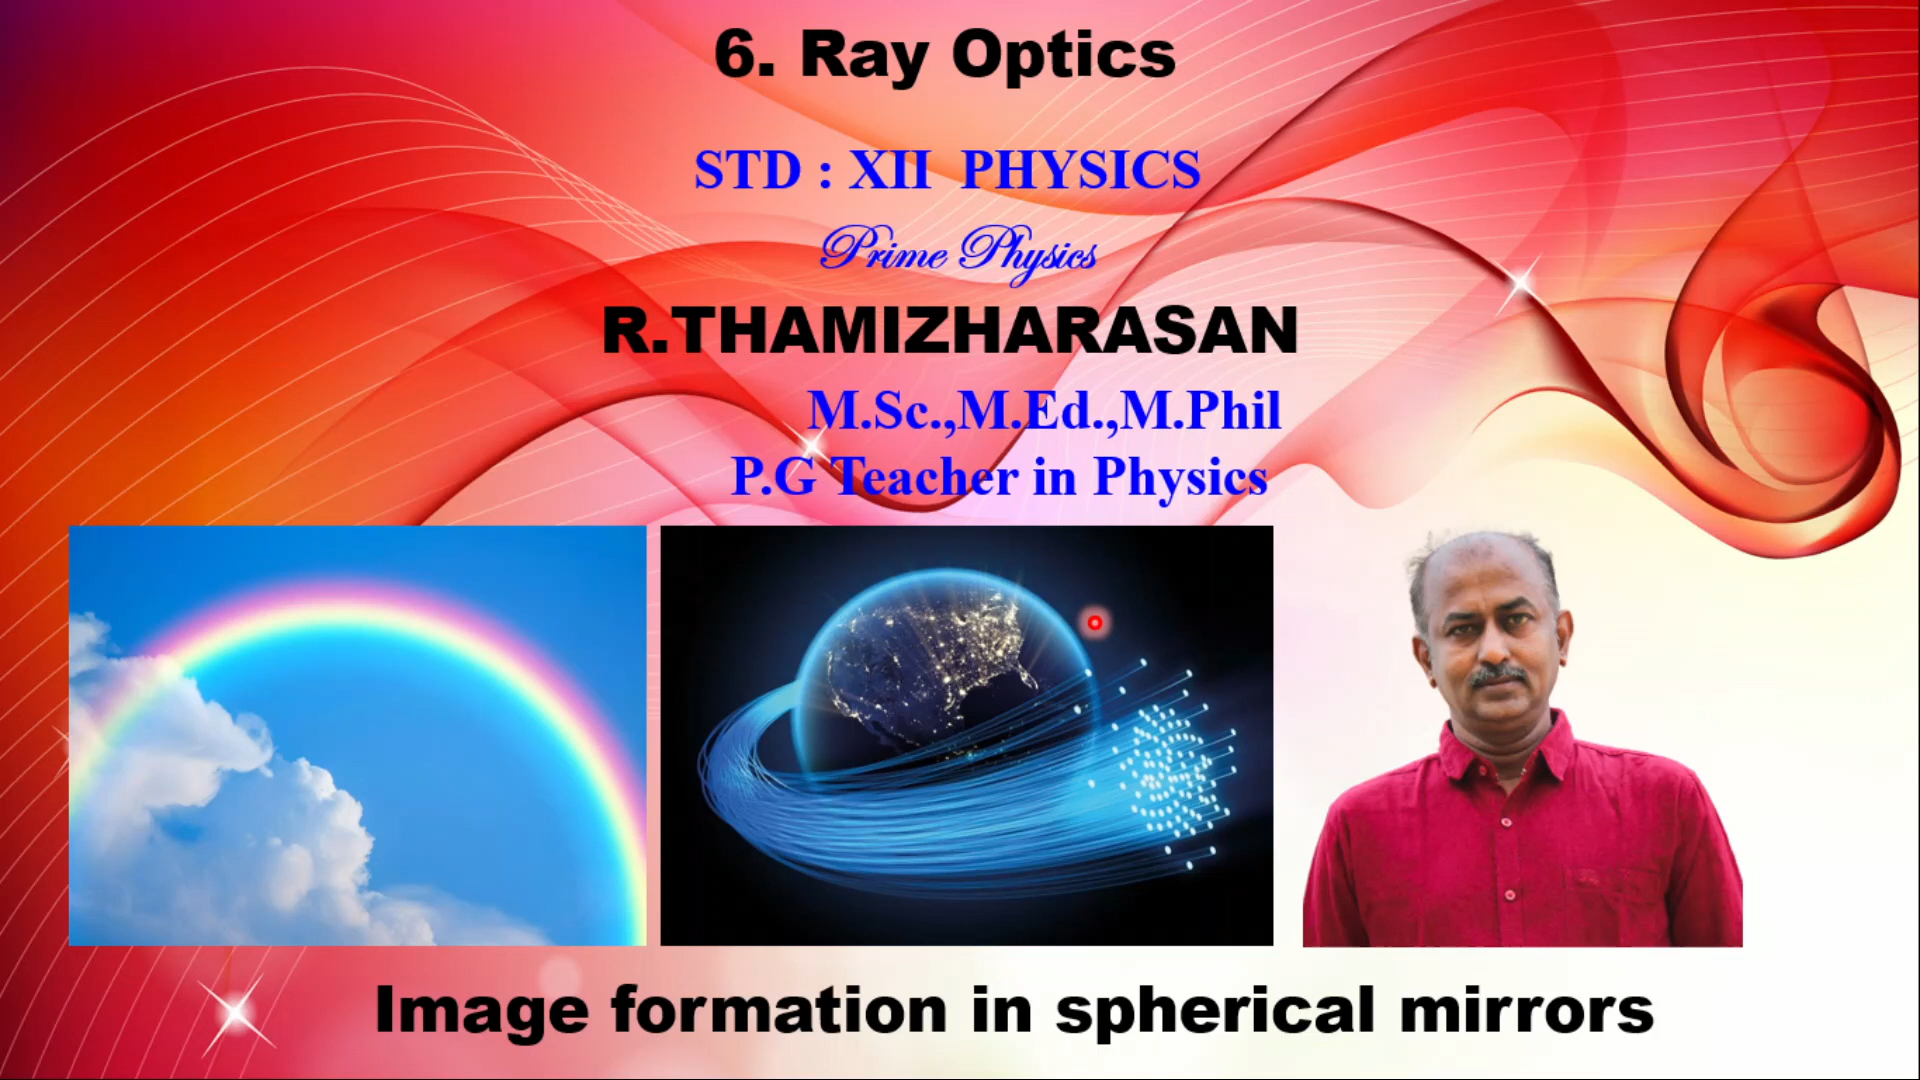 6. Ray Optics
STD : XII PHYSICS
Prime Physics
R.THAMIZHARASAN
M.Sc.,M.Ed.,M.Phil
P.G Teacher in Physics
Image formation in spherical mirrors